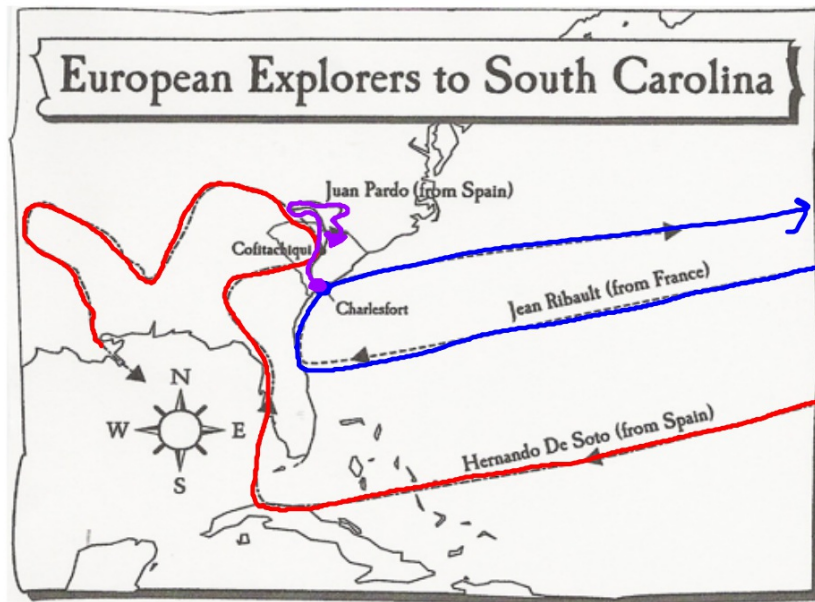 European Explorers to South Carolina
Juan Pardo (from Spain)
Cofitachiqui
Charlesfort
Jean Ribault (from France)
Hernando De Soto (from Spain)
N
W E
S